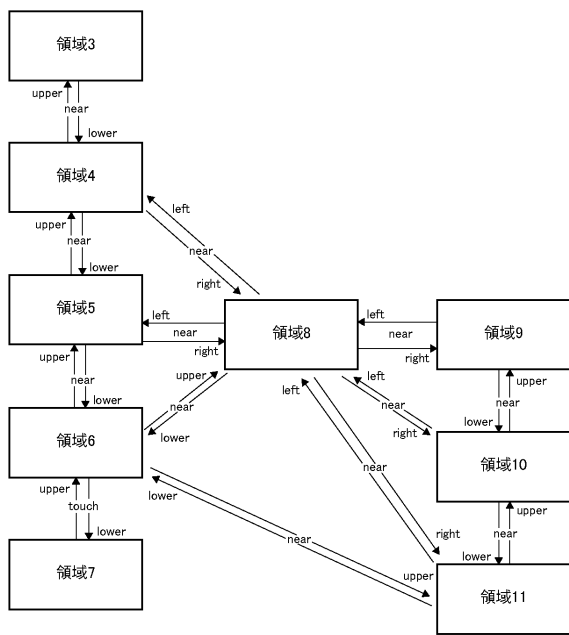 領域3
upper
near
lower
領域4
left
upper
near
near
lower
right
領域5
left
領域8
left
領域9
near
near
right
right
upper
upper
left
left
upper
near
near
near
near
lower
lower
lower
right
領域6
near
領域10
upper
lower
upper
touch
right
near
lower
near
lower
領域7
upper
領域11